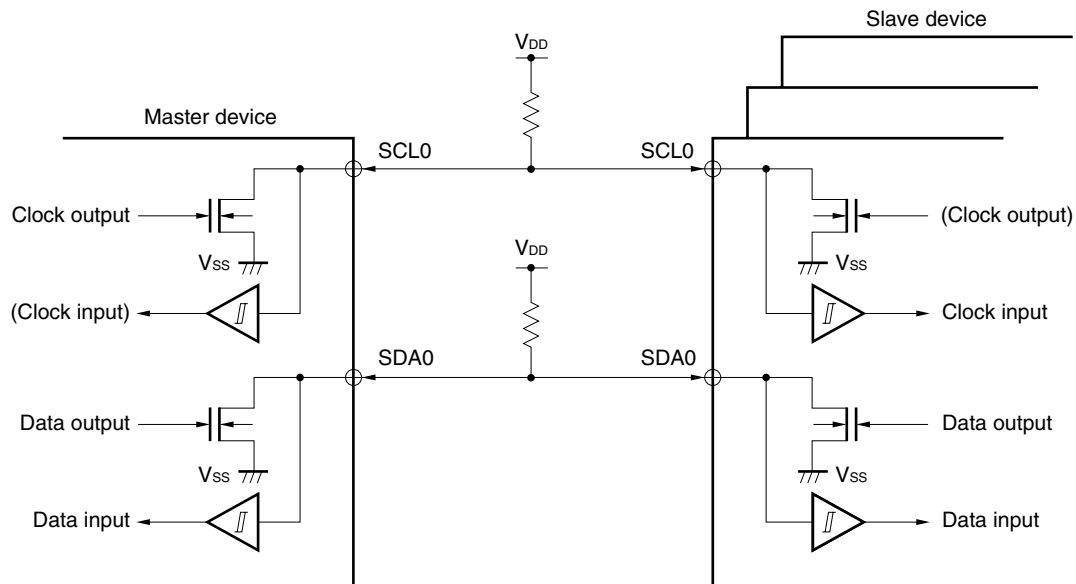 Slave device
VDD
Master device
SCL0
SCL0
Clock output
(Clock output)
VSS
VDD
VSS
(Clock input)
Clock input
SDA0
SDA0
Data output
Data output
VSS
VSS
Data input
Data input